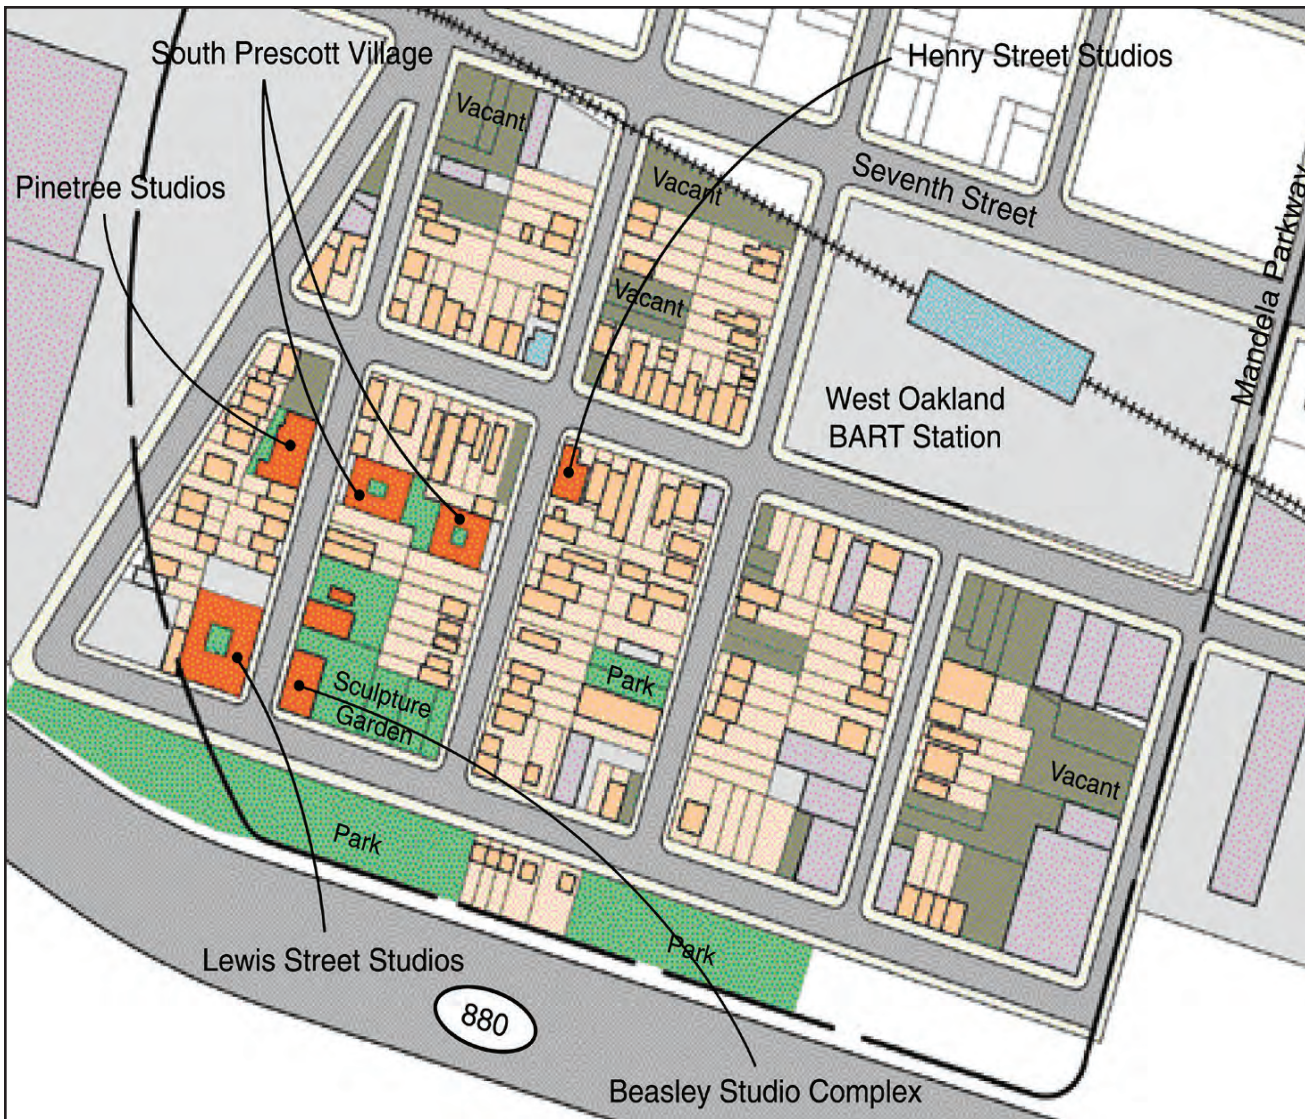 South Prescott Village
Henry Street Studios
Vacant
Pinetree Studios
Vacant
Seventh Street
Mandela Parkway
Vacant
West Oakland
BART Station
Park
Sculpture
Garden
Vacant
Park
Park
Lewis Street Studios
880
Beasley Studio Complex